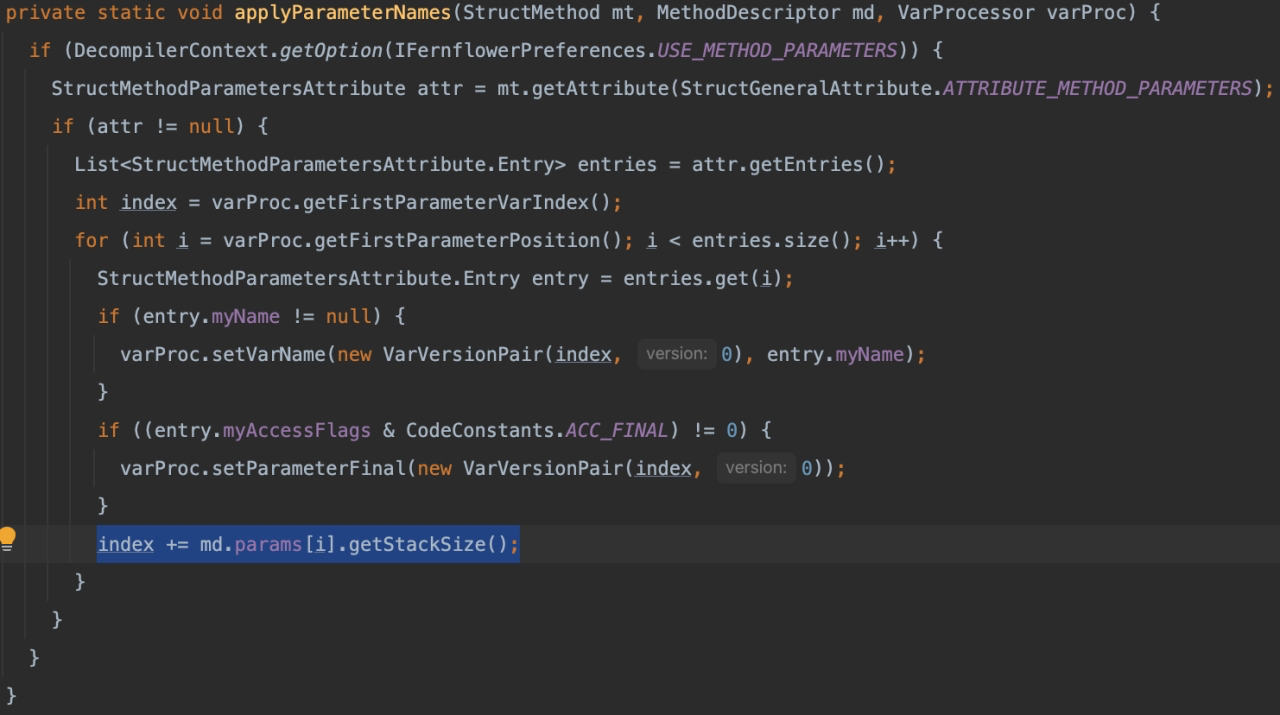 private static void applyParameterNames(StructMethod mt, MethodDescriptor md, VarProcessor varProc) {
if (DecompilerContext.getOption(IFernflowerPreferences.USE_METHOD_PARAMETERS)) {
StructMethodParametersAttribute attr = mt.getAttribute(StructGeneralAttribute.ATTRIBUTE_METHOD_PARAMETERS);
if (attr != null) {
List<StructMethodParametersAttribute.Entry> entries = attr.getEntries();
int index = varProc.getFirstParameterVarIndex();
for (int i = varProc.getFirstParameterPosition(); i < entries.size(); i++) {
StructMethodParametersAttribute.Entry entry = entries.get(i);
if (entry.myName != null) {
varProc.setVarName(new VarVersionPair(index, version: 0), entry.myName);
}
if ((entry.myAccessFlags & CodeConstants.ACC_FINAL) != 0) {
varProc.setParameterFinal(new VarVersionPair(index, version: 0));
}
index += md.params[i].getStackSize();
}
}
}
}